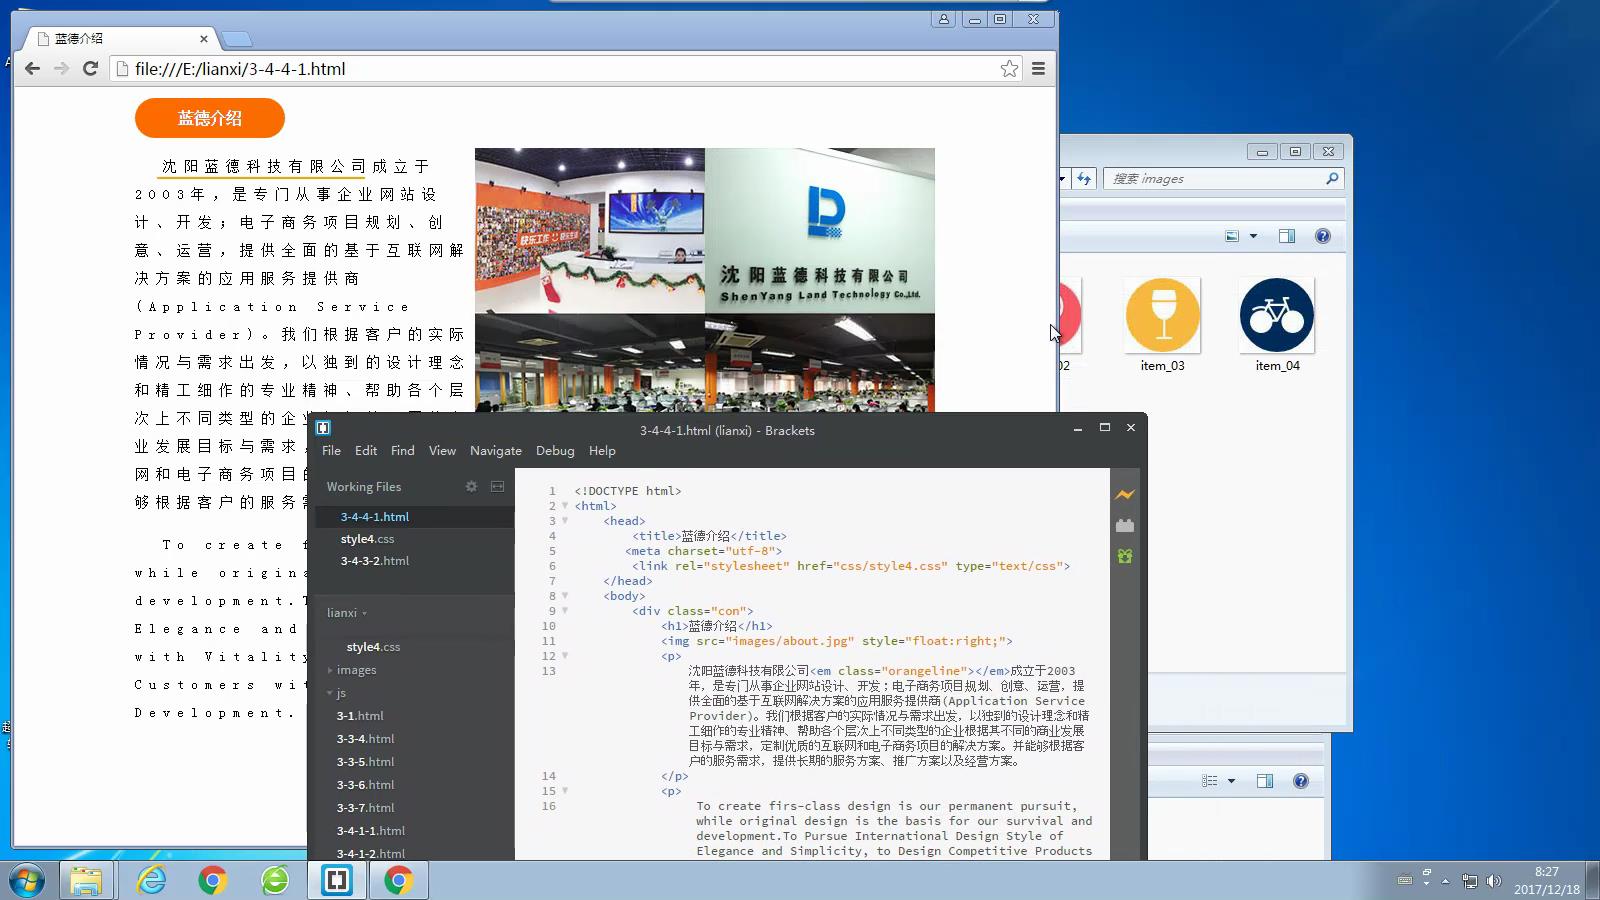 蓝德介绍
file:///E:/lianxi/3-4-4-1.html
蓝德介绍
沈阳蓝德科技有限公司成立于
2003年，是专门从事企业网站设
计、开发；电子商务项目规划、创
意、运营，提供全面的基于互联网解
决方案的应用服务提供商
(Application Service
Provider)。我们根据客户的实际
情况与需求出发，以独到的设计理念
和精工细作的专业精神、帮助各个层
次上不同类型的企业
业发展目标与需求，
网和电子商务项目的
够根据客户的服务需
To create f
while origina
development.T
Elegance and
with Vitality
Customers wit
Development.
快乐工作 快乐生活
沈阳蓝德科技有限公司
ShenYang Land Technology Co.,Ltd.
搜索 images
02
item_03
item_04
3-4-4-1.html (lianxi) - Brackets
File Edit Find View Navigate Debug Help
Working Files
3-4-4-1.html
style4.css
3-4-3-2.html
lianxi
style4.css
images
js
3-1.html
3-3-4.html
3-3-5.html
3-3-6.html
3-3-7.html
3-4-1-1.html
3-4-1-2.html
1 <!DOCTYPE html>
2 <html>
3 <head>
4 <title>蓝德介绍</title>
5 <meta charset="utf-8">
6 <link rel="stylesheet" href="css/style4.css" type="text/css">
7 </head>
8 <body>
9 <div class="con">
10 <h1>蓝德介绍</h1>
11 <img src="images/about.jpg" style="float:right;">
12 <p>
13 沈阳蓝德科技有限公司<em class="orangeline"></em>成立于2003
年，是专门从事企业网站设计、开发；电子商务项目规划、创意、运营，提
供全面的基于互联网解决方案的应用服务提供商(Application Service
Provider)。我们根据客户的实际情况与需求出发，以独到的设计理念和精
工细作的专业精神、帮助各个层次上不同类型的企业根据其不同的商业发展
目标与需求，定制优质的互联网和电子商务项目的解决方案。并能够根据客
户的服务需求，提供长期的服务方案、推广方案以及经营方案。
14 </p>
15 <p>
16 To create firs-class design is our permanent pursuit,
while original design is the basis for our survival and
development.To Pursue International Design Style of
Elegance and Simplicity, to Design Competitive Products
8:27
2017/12/18